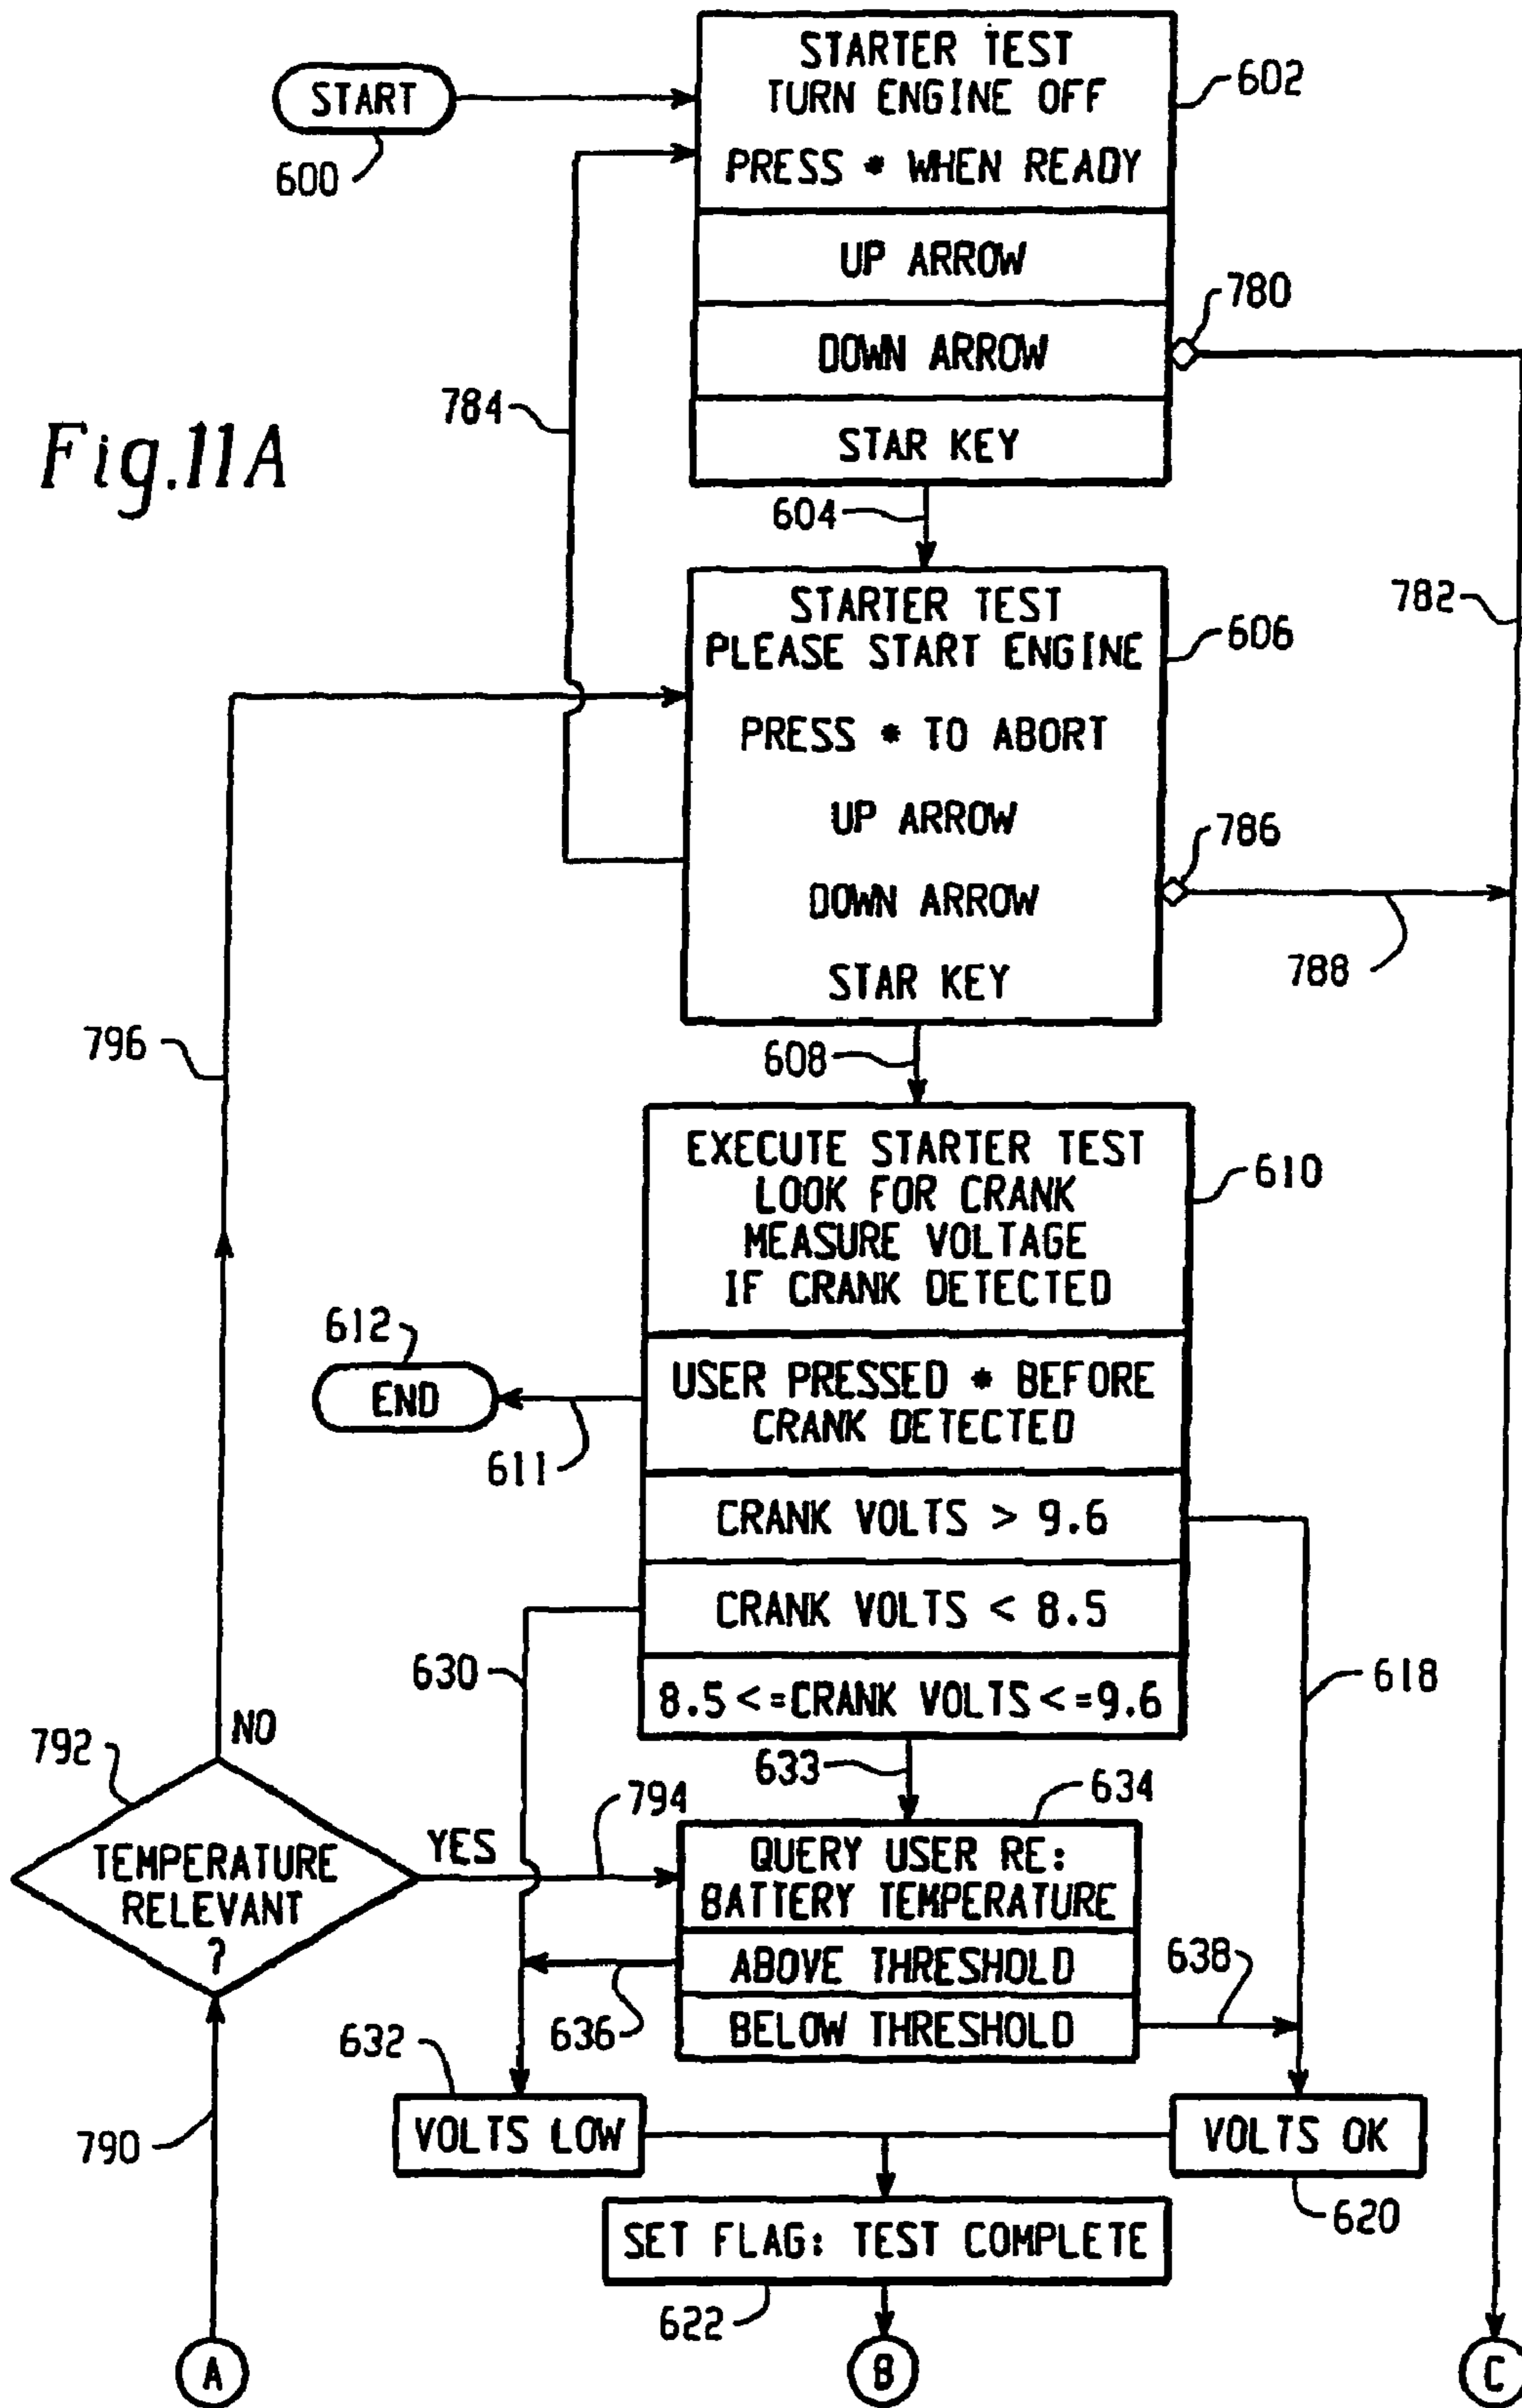 Fig.11A
START
600
STARTER TEST
TURN ENGINE OFF
PRESS * WHEN READY
UP ARROW
DOWN ARROW
STAR KEY
602
780
784
604
782
STARTER TEST
PLEASE START ENGINE
PRESS * TO ABORT
UP ARROW
DOWN ARROW
STAR KEY
606
786
788
796
608
EXECUTE STARTER TEST
LOOK FOR CRANK
MEASURE VOLTAGE
IF CRANK DETECTED
610
612
END
611
USER PRESSED * BEFORE
CRANK DETECTED
CRANK VOLTS > 9.6
CRANK VOLTS < 8.5
8.5 <=CRANK VOLTS <=9.6
630
618
792
NO
TEMPERATURE
RELEVANT
?
YES
794
633
634
QUERY USER RE:
BATTERY TEMPERATURE
ABOVE THRESHOLD
BELOW THRESHOLD
636
638
632
VOLTS LOW
VOLTS OK
620
790
SET FLAG: TEST COMPLETE
622
A
B
C